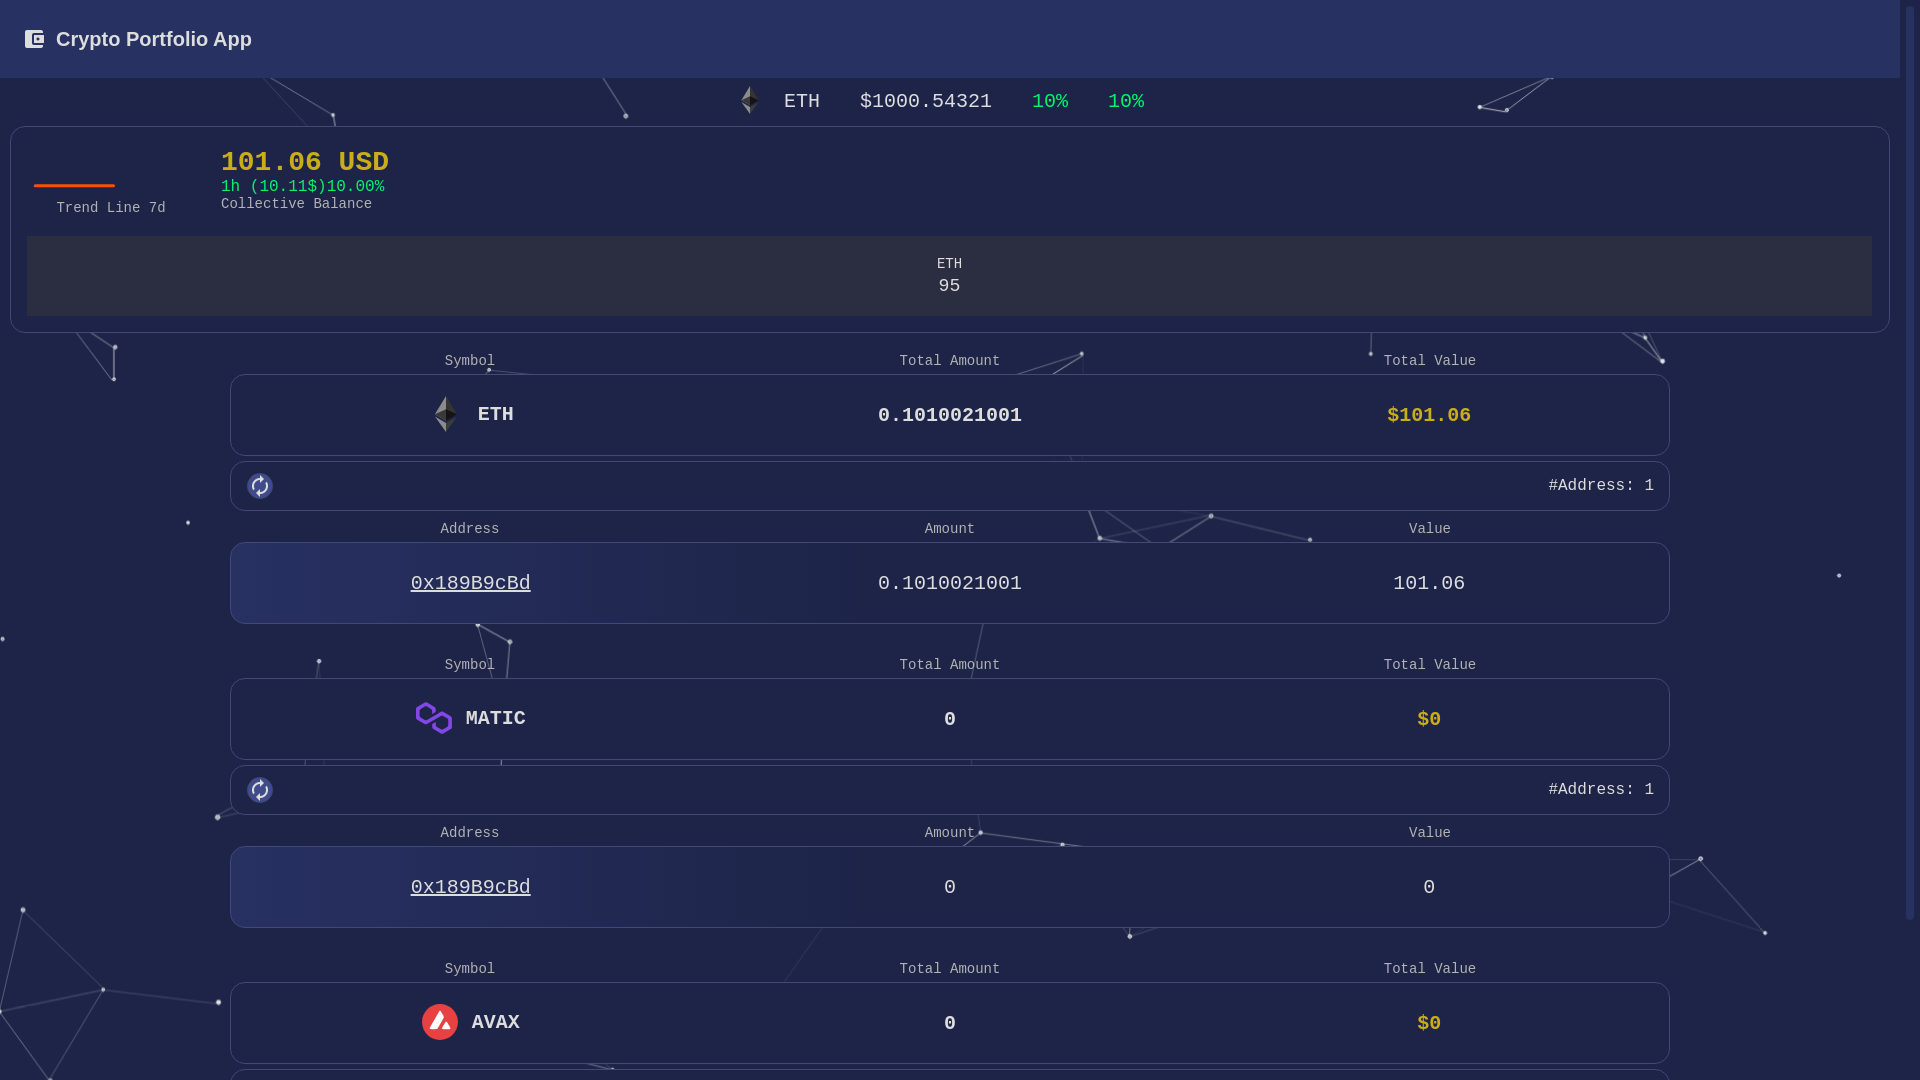 Crypto Portfolio App
ETH $1000.54321 10% 10%
101.06 USD
1h (10.11$)10.00%
Trend Line 7d
Collective Balance
ETH
95
Symbol Total Amount Total Value
ETH 0.1010021001 $101.06
#Address: 1
Address Amount Value
0x189B9cBd 0.1010021001 101.06
Symbol Total Amount Total Value
MATIC 0 $0
#Address: 1
Address Amount Value
0x189B9cBd 0 0
Symbol Total Amount Total Value
AVAX 0 $0